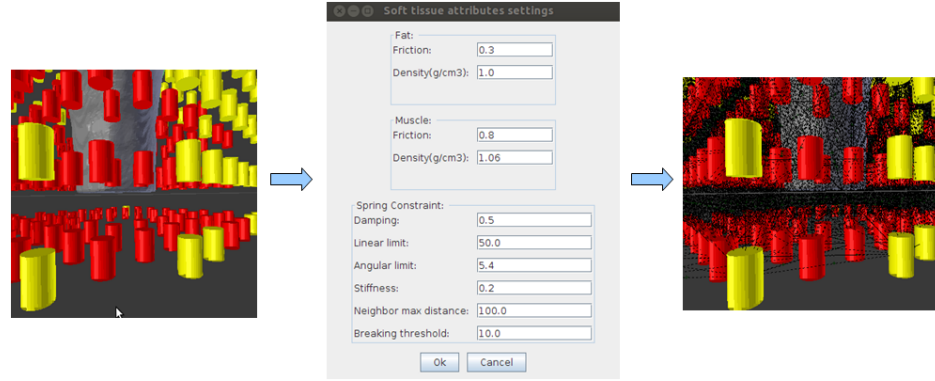 Soft tissue attributes settings
Fat:
Friction: 0.3
Density(g/cm3): 1.0
Muscle:
Friction: 0.8
Density(g/cm3): 1.06
Spring Constraint:
Damping: 0.5
Linear limit: 50.0
Angular limit: 5.4
Stiffness: 0.2
Neighbor max distance: 100.0
Breaking threshold: 10.0
Ok Cancel